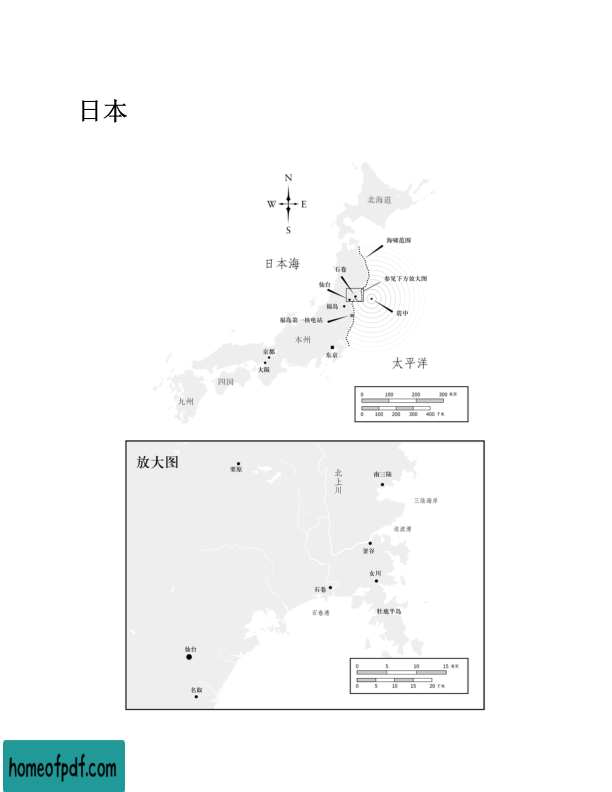 日本
N
W E
S
北海道
海啸范围
日本海
石卷
参见下方放大图
仙台
福岛
震中
福岛第一核电站
本州
京都
东京
太平洋
大阪
四国
九州
0 100 200 300 英里
0 100 200 300 400 千米
放大图
栗原
北上川
南三陆
三陆海岸
追波湾
釜谷
女川
石卷
石卷湾
牡鹿半岛
仙台
名取
0 5 10 15 英里
0 5 10 15 20 千米
homeofpdf.com